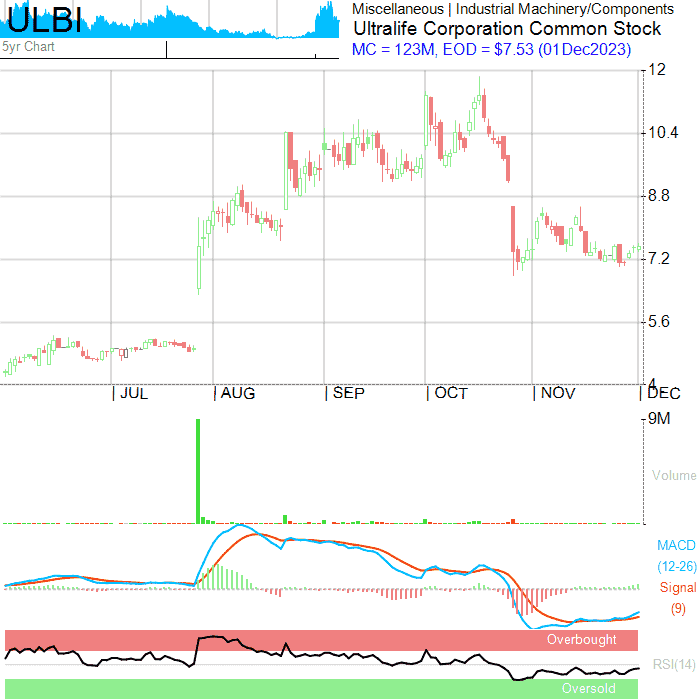 ULBI
5yr Chart
Miscellaneous | Industrial Machinery/Components
Ultralife Corporation Common Stock
MC = 123M, EOD = $7.53 (01Dec2023)
12
10.4
8.8
7.2
5.6
4
JUL AUG SEP OCT NOV DEC
9M
Volume
MACD
(12-26)
Signal
(9)
Overbought
RSI(14)
Oversold